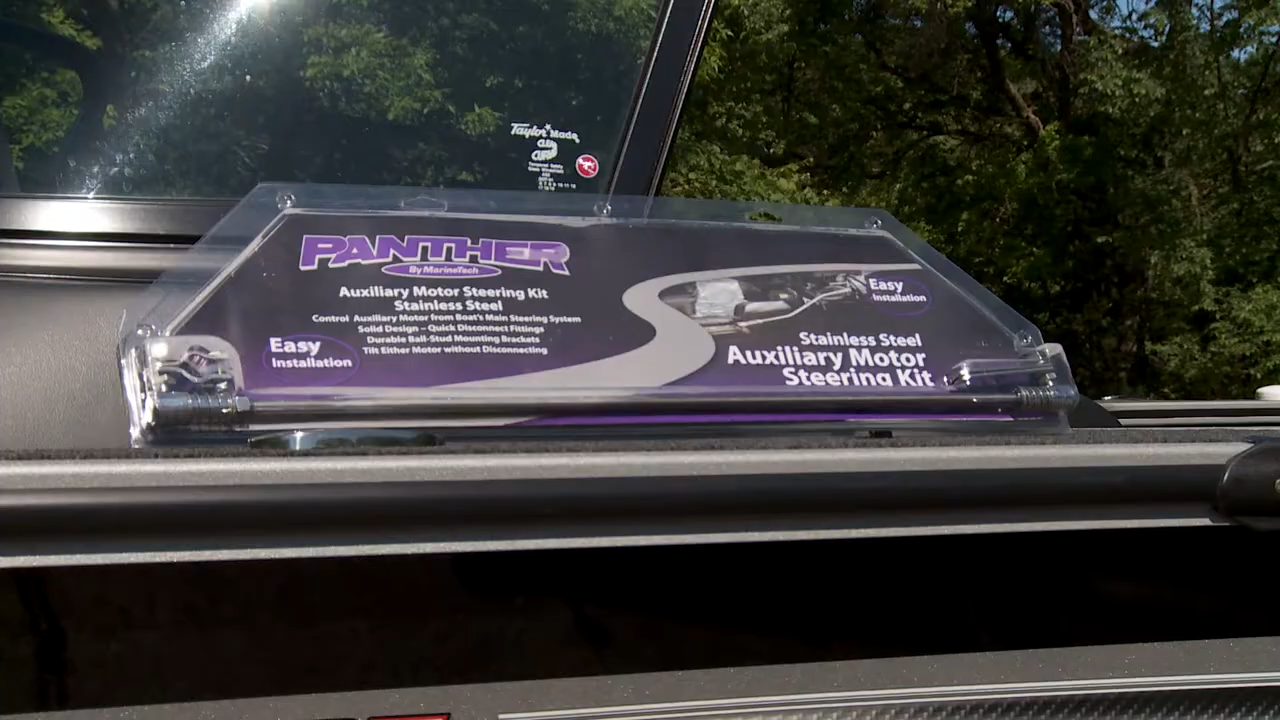 Taylor Made
PANTHER
By MarineTech
Auxiliary Motor Steering Kit
Stainless Steel
Control Auxiliary Motor from Boat's Main Steering System
Solid Design – Quick Disconnect Fittings
Durable Ball-Stud Mounting Brackets
Tilt Either Motor without Disconnecting
Easy
Installation
Easy
Installation
Stainless Steel
Auxiliary Motor
Steering Kit